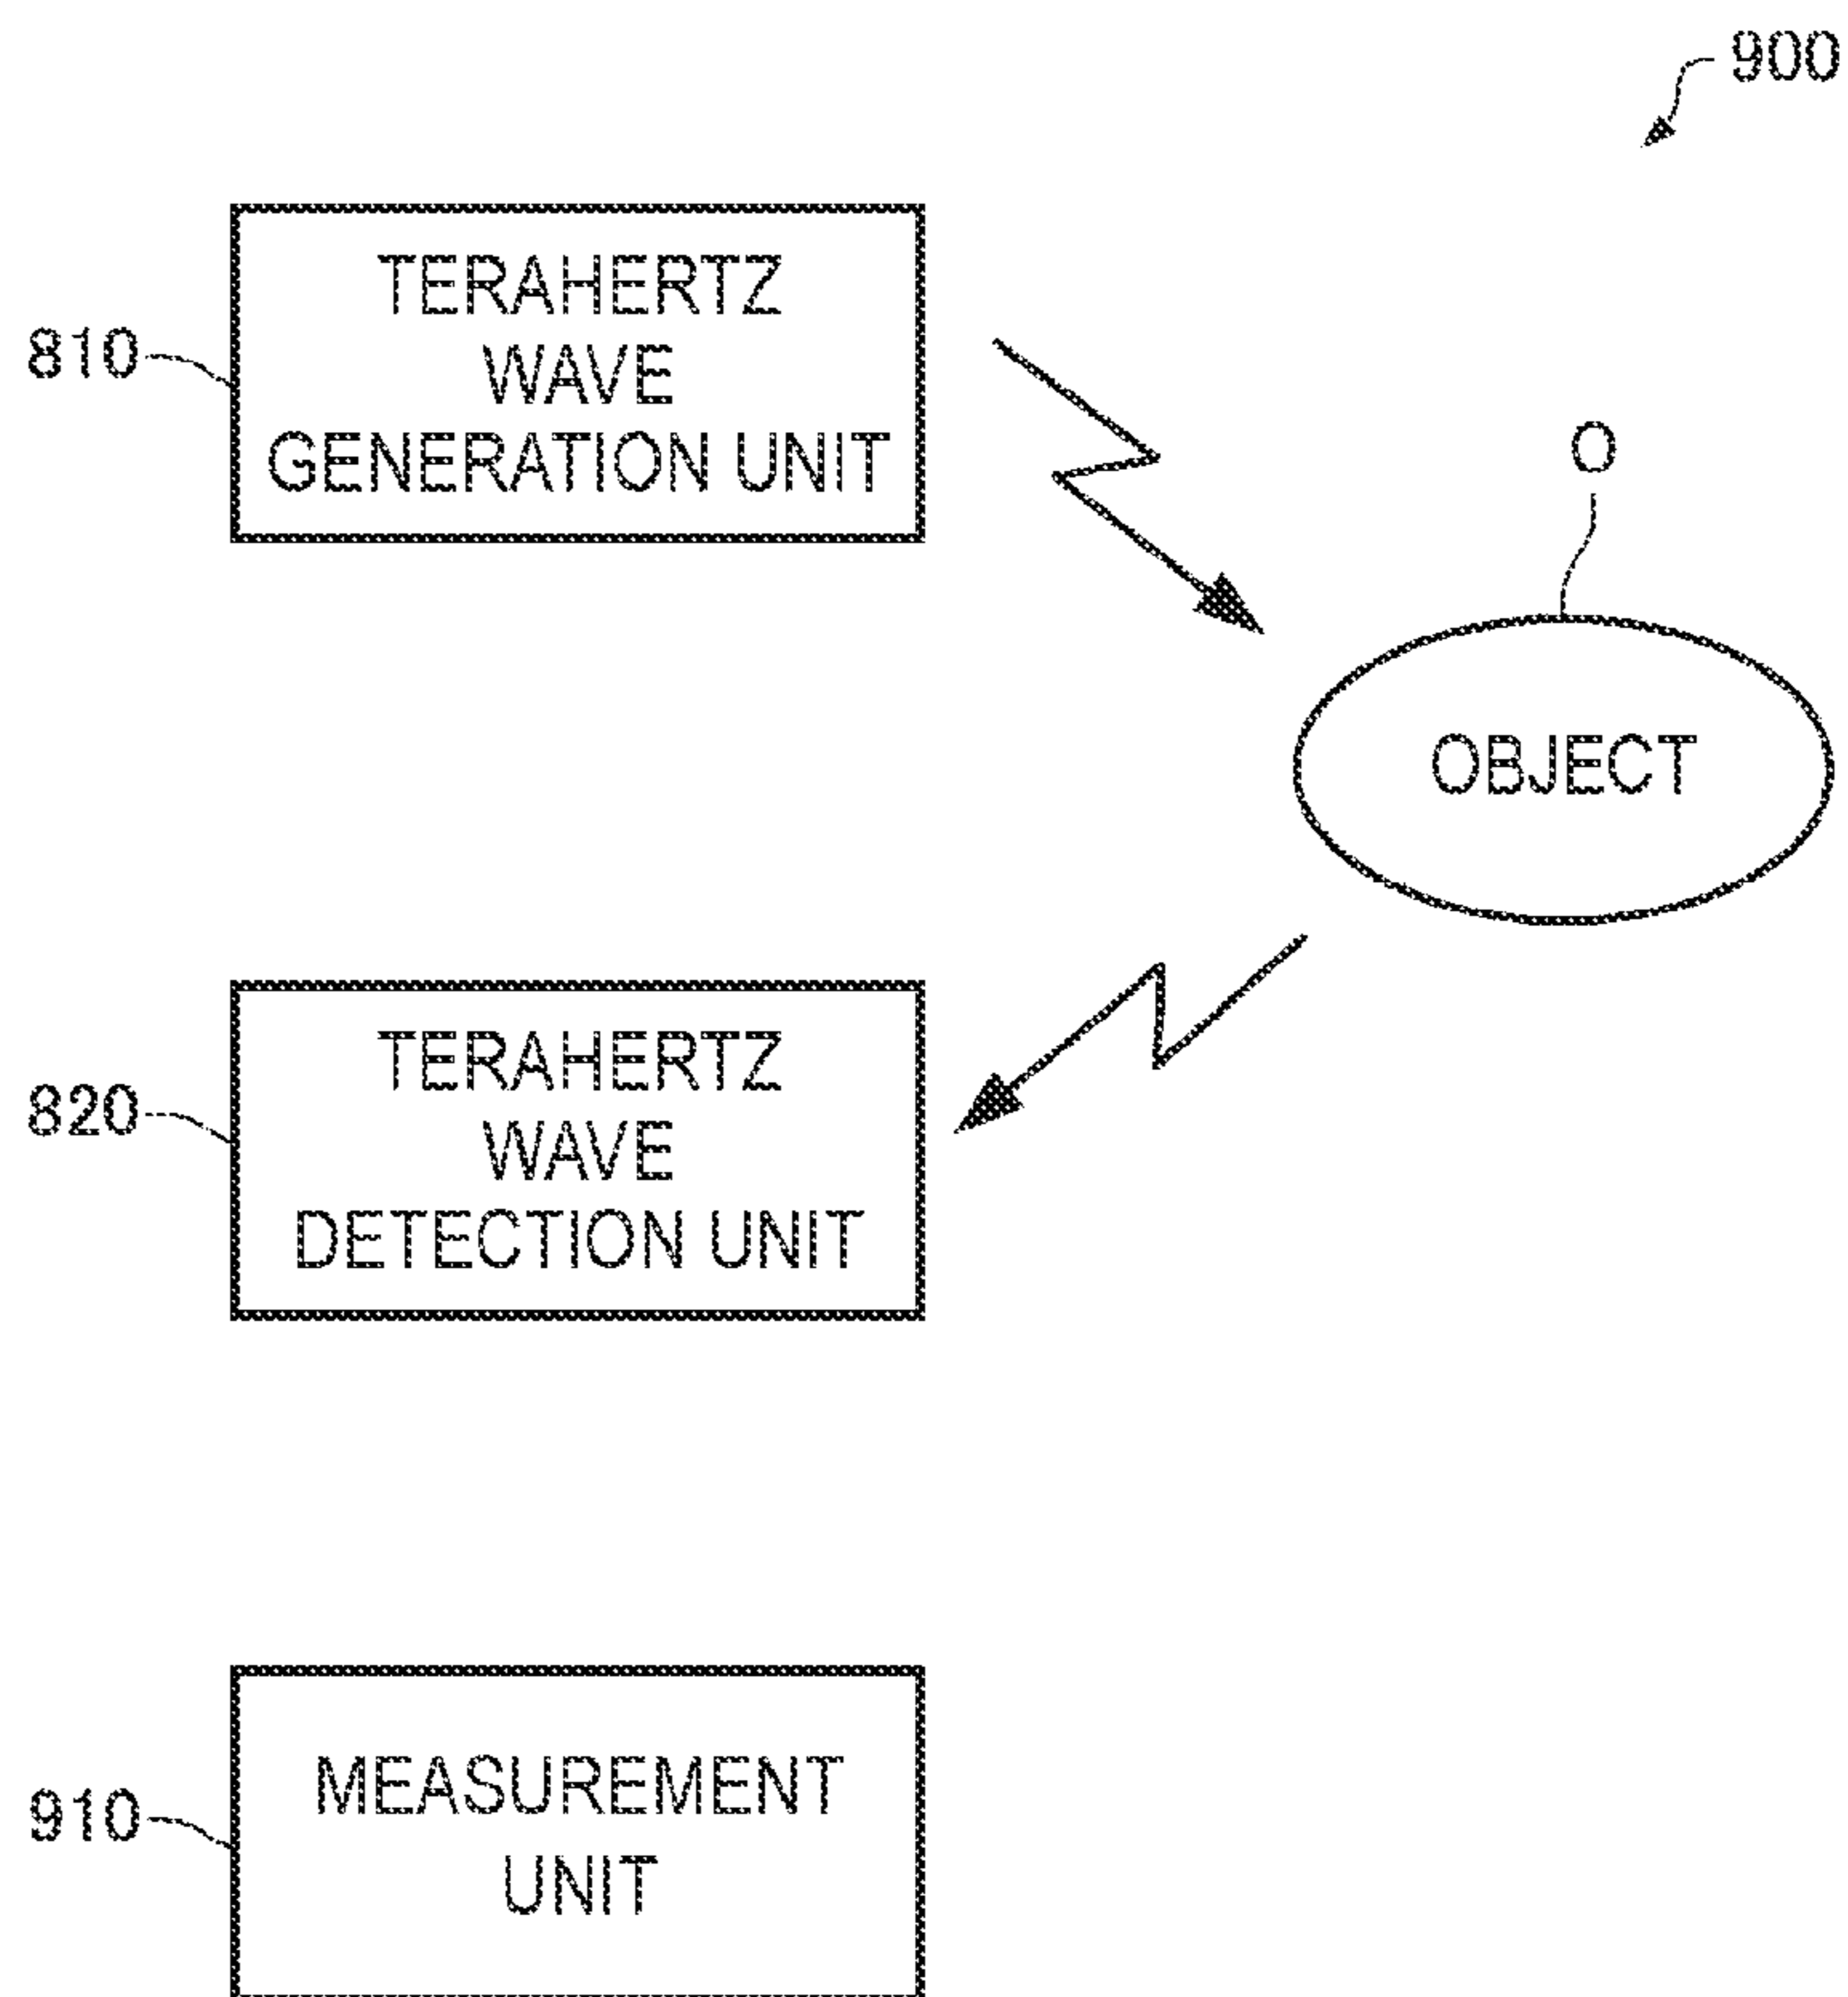 900
TERAHERTZ
WAVE
GENERATION UNIT
810
O
OBJECT
TERAHERTZ
WAVE
DETECTION UNIT
820
MEASUREMENT
UNIT
910